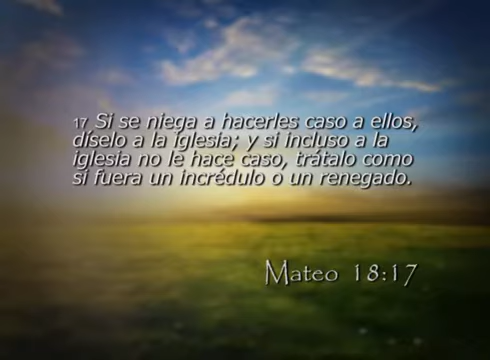 17 Si se niega a hacerles caso a ellos,
díselo a la iglesia; y si incluso a la
iglesia no le hace caso, trátalo como
si fuera un incrédulo o un renegado.
Mateo 18:17